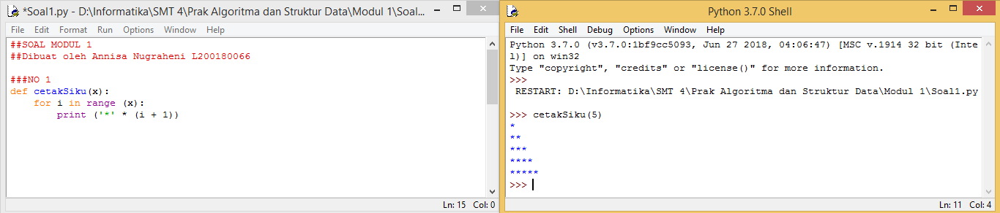 *Soal1.py - D:\Informatika\SMT 4\Prak Algoritma dan Struktur Data\Modul 1\Soal...
File Edit Format Run Options Window Help
##SOAL MODUL 1
##Dibuat oleh Annisa Nugraheni L200180066
###NO 1
def cetakSiku(x):
    for i in range (x):
        print ('*' * (i + 1))
Ln: 15 Col: 0
Python 3.7.0 Shell
File Edit Shell Debug Options Window Help
Python 3.7.0 (v3.7.0:1bf9cc5093, Jun 27 2018, 04:06:47) [MSC v.1914 32 bit (Inte
l)] on win32
Type "copyright", "credits" or "license()" for more information.
>>>
 RESTART: D:\Informatika\SMT 4\Prak Algoritma dan Struktur Data\Modul 1\Soal1.py
>>> cetakSiku(5)
*
**
***
****
*****
>>>
Ln: 11 Col: 4